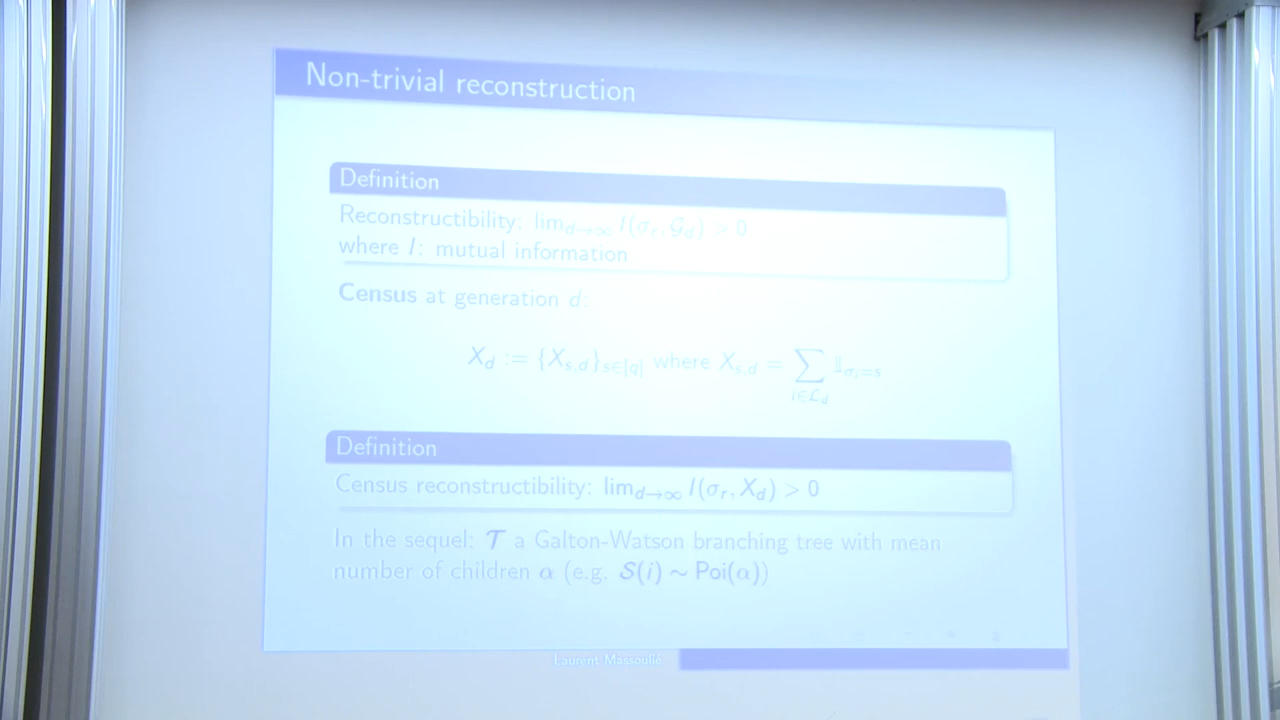 Non-trivial reconstruction
Definition
Reconstructibility: lim_{d→∞} I(σ_r, 𝒢_d) > 0
where I: mutual information
Census at generation d:
X_d := {X_{s,d}}_{s∈[q]} where X_{s,d} = ∑_{i∈ℒ_d} 𝟙_{σ_i=s}
Definition
Census reconstructibility: lim_{d→∞} I(σ_r, X_d) > 0
In the sequel: 𝒯 a Galton-Watson branching tree with mean
number of children α (e.g. 𝒮(i) ∼ Poi(α))
Laurent Massoulié